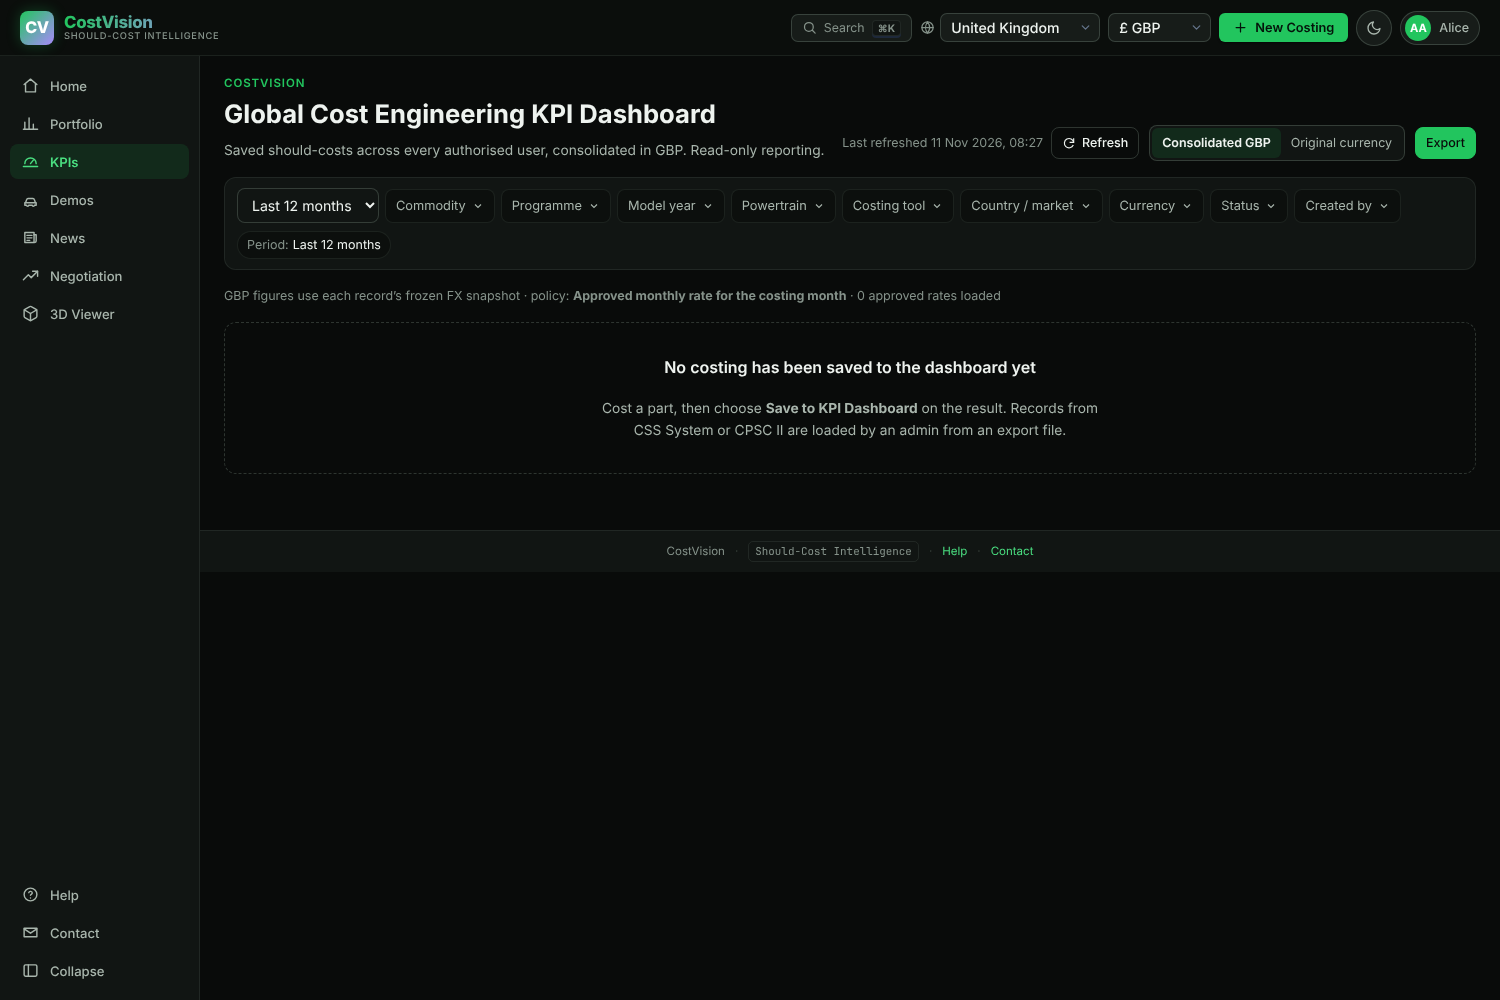 CV
CostVision
SHOULD-COST INTELLIGENCE
Search ⌘K
United Kingdom
£ GBP
+ New Costing
AA Alice
Home
Portfolio
KPIs
Demos
News
Negotiation
3D Viewer
Help
Contact
Collapse
COSTVISION
Global Cost Engineering KPI Dashboard
Saved should-costs across every authorised user, consolidated in GBP. Read-only reporting.
Last refreshed 11 Nov 2026, 08:27
Refresh
Consolidated GBP
Original currency
Export
Last 12 months
Commodity
Programme
Model year
Powertrain
Costing tool
Country / market
Currency
Status
Created by
Period: Last 12 months
GBP figures use each record’s frozen FX snapshot · policy: Approved monthly rate for the costing month · 0 approved rates loaded
No costing has been saved to the dashboard yet
Cost a part, then choose Save to KPI Dashboard on the result. Records from
CSS System or CPSC II are loaded by an admin from an export file.
CostVision · Should-Cost Intelligence · Help · Contact